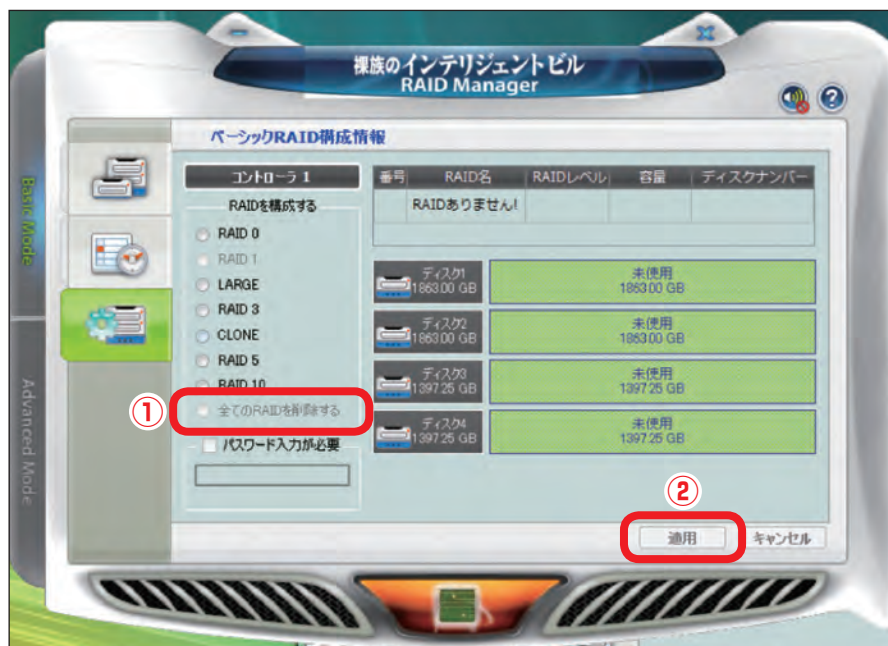 裸族のインテリジェントビル
RAID Manager
ベーシックRAID構成情報
Basic Mode
Advanced Mode
コントローラ 1
RAIDを構成する
RAID 0
RAID 1
LARGE
RAID 3
CLONE
RAID 5
RAID 10
① 全てのRAIDを削除する
パスワード入力が必要
番号 RAID名 RAIDレベル 容量 ディスクナンバー
RAIDありません!
ディスク1
1863.00 GB
未使用
1863.00 GB
ディスク2
1863.00 GB
未使用
1863.00 GB
ディスク3
1397.25 GB
未使用
1397.25 GB
ディスク4
1397.25 GB
未使用
1397.25 GB
②
適用 キャンセル